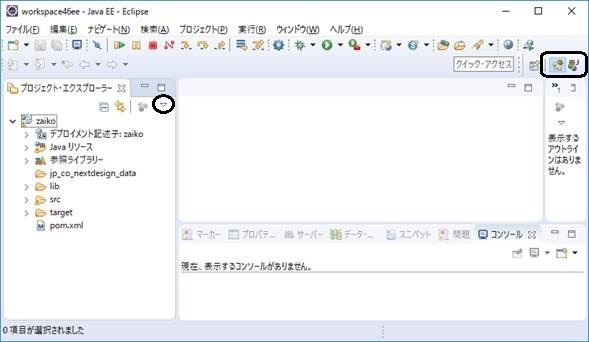 workspace46ee - Java EE - Eclipse
ファイル(F) 編集(E) ナビゲート(N) 検索(A) プロジェクト(P) 実行(R) ウィンドウ(W) ヘルプ(H)
クイック・アクセス
プロジェクト・エクスプローラー
zaiko
デプロイメント記述子: zaiko
Java リソース
参照ライブラリー
jp_co_nextdesign_data
lib
src
target
pom.xml
表示する
アウトライ
ンはありま
せん。
マーカー プロパテ... サーバー データ・... スニペット 問題 コンソール
現在、表示するコンソールがありません。
0 項目が選択されました